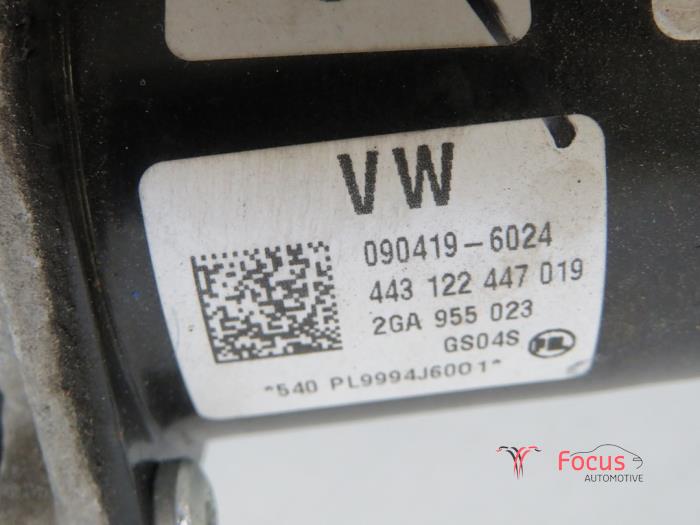 VW
090419-6024
443 122 447 019
2GA 955 023
GS04S
*540 PL9994J6001*
Focus
AUTOMOTIVE